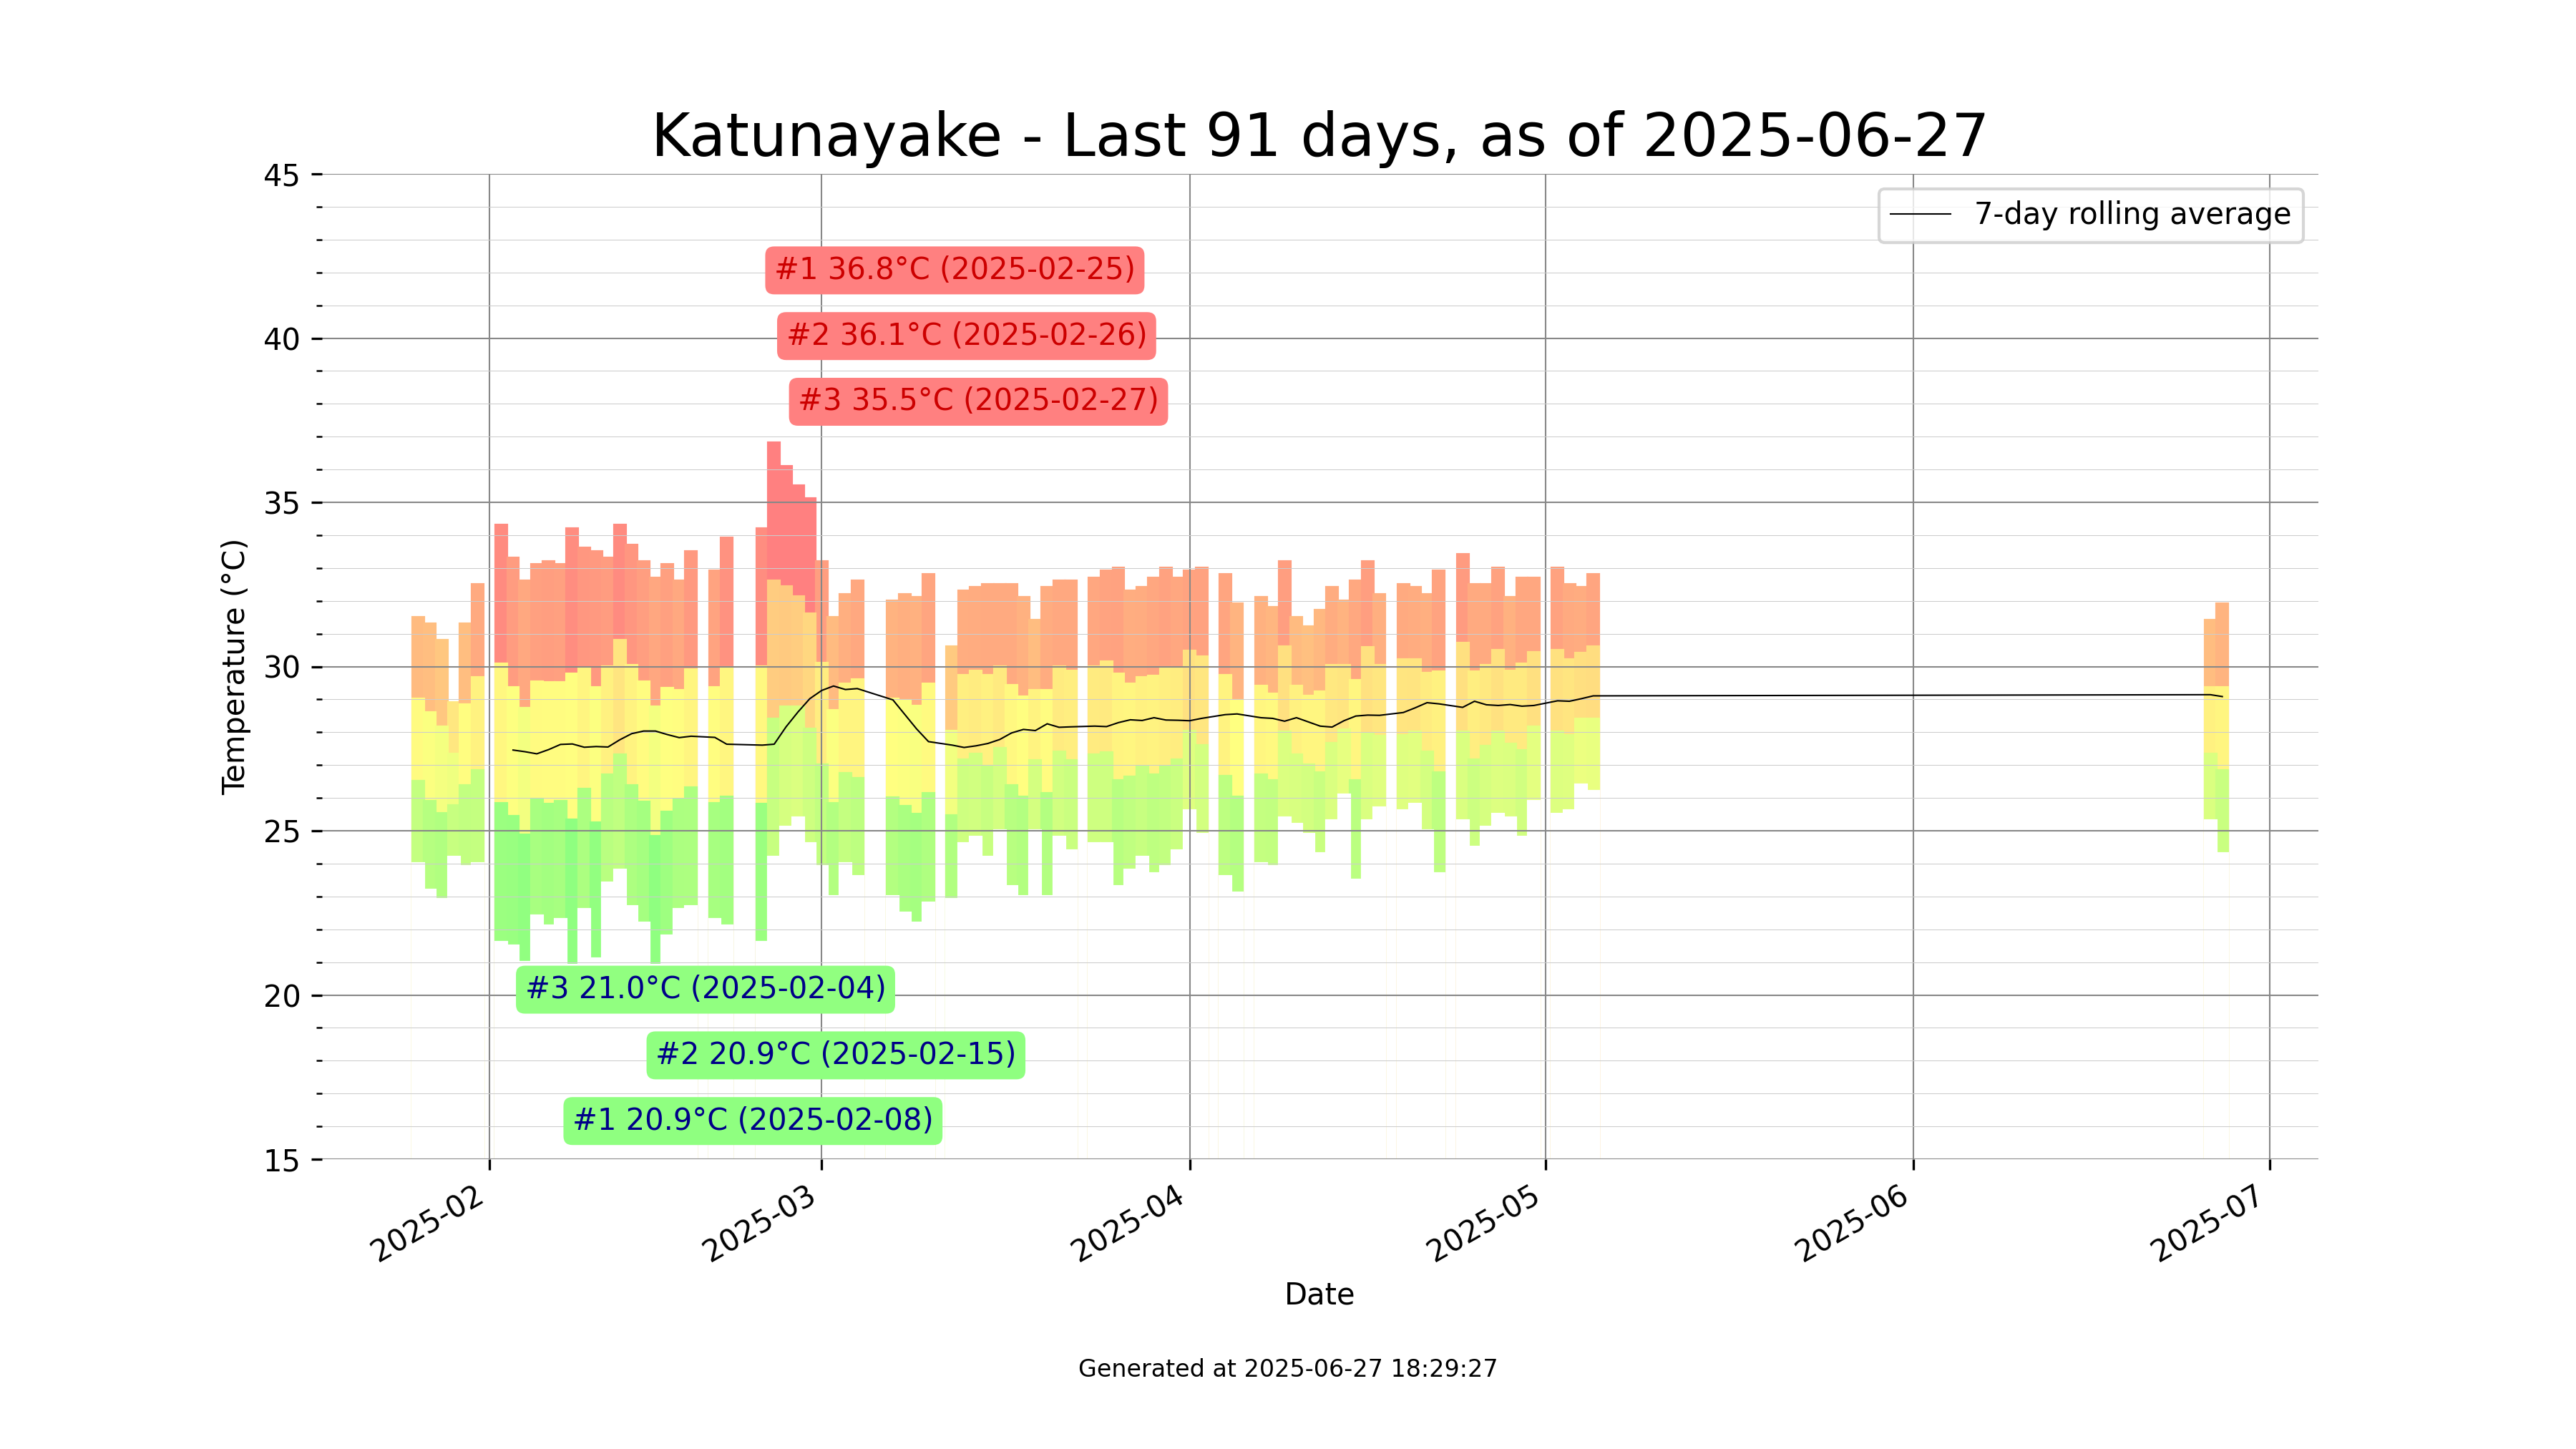 Katunayake - Last 91 days, as of 2025-06-27
45
7-day rolling average
#1 36.8°C (2025-02-25)
40
#2 36.1°C (2025-02-26)
#3 35.5°C (2025-02-27)
35
30
Temperature (°C)
25
20
#3 21.0°C (2025-02-04)
#2 20.9°C (2025-02-15)
#1 20.9°C (2025-02-08)
15
2025-02
2025-03
2025-04
2025-05
2025-06
2025-07
Date
Generated at 2025-06-27 18:29:27